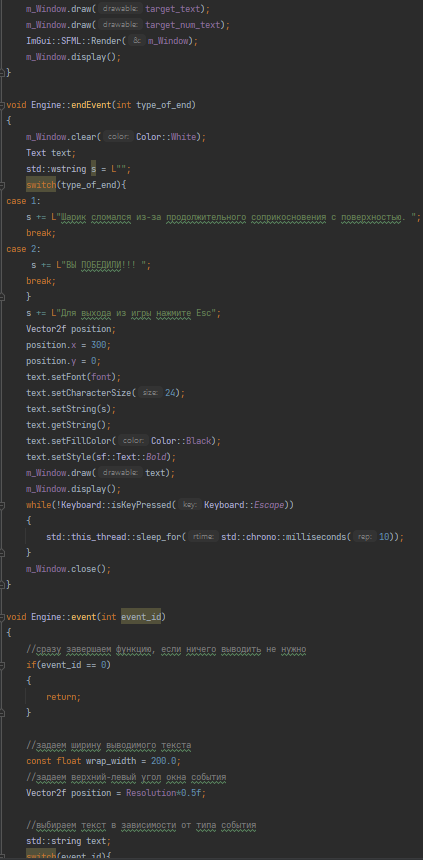 m_Window.draw( drawable: target_text);
m_Window.draw( drawable: target_num_text);
ImGui::SFML::Render( &: m_Window);
m_Window.display();
}
void Engine::endEvent(int type_of_end)
{
m_Window.clear( color: Color::White);
Text text;
std::wstring s = L"";
switch(type_of_end){
case 1:
s += L"Шарик сломался из-за продолжительного соприкосновения с поверхностью. ";
break;
case 2:
s += L"ВЫ ПОБЕДИЛИ!!! ";
break;
}
s += L"Для выхода из игры нажмите Esc";
Vector2f position;
position.x = 300;
position.y = 0;
text.setFont(font);
text.setCharacterSize( size: 24);
text.setString(s);
text.getString();
text.setFillColor( color: Color::Black);
text.setStyle(sf::Text::Bold);
m_Window.draw( drawable: text);
m_Window.display();
while(!Keyboard::isKeyPressed( key: Keyboard::Escape))
{
std::this_thread::sleep_for( rtime: std::chrono::milliseconds( rep: 10));
}
m_Window.close();
}
void Engine::event(int event_id)
{
//сразу завершаем функцию, если ничего выводить не нужно
if(event_id == 0)
{
return;
}
//задаем ширину выводимого текста
const float wrap_width = 200.0;
//задаем верхний-левый угол окна события
Vector2f position = Resolution*0.5f;
//выбираем текст в зависимости от типа события
std::string text;
switch(event_id){